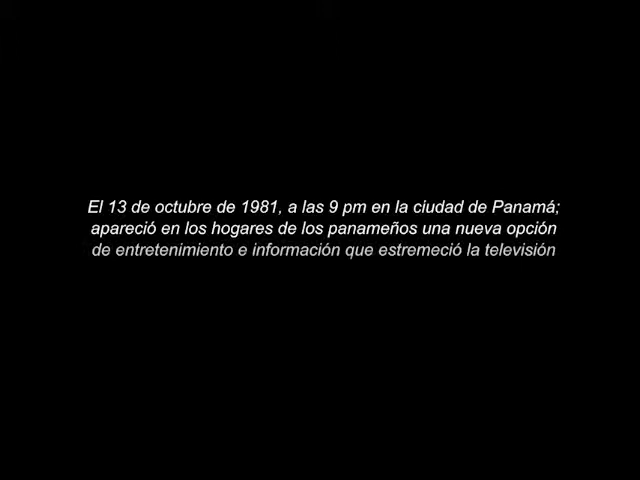 El 13 de octubre de 1981, a las 9 pm en la ciudad de Panamá;
apareció en los hogares de los panameños una nueva opción
de entretenimiento e información que estremeció la televisión